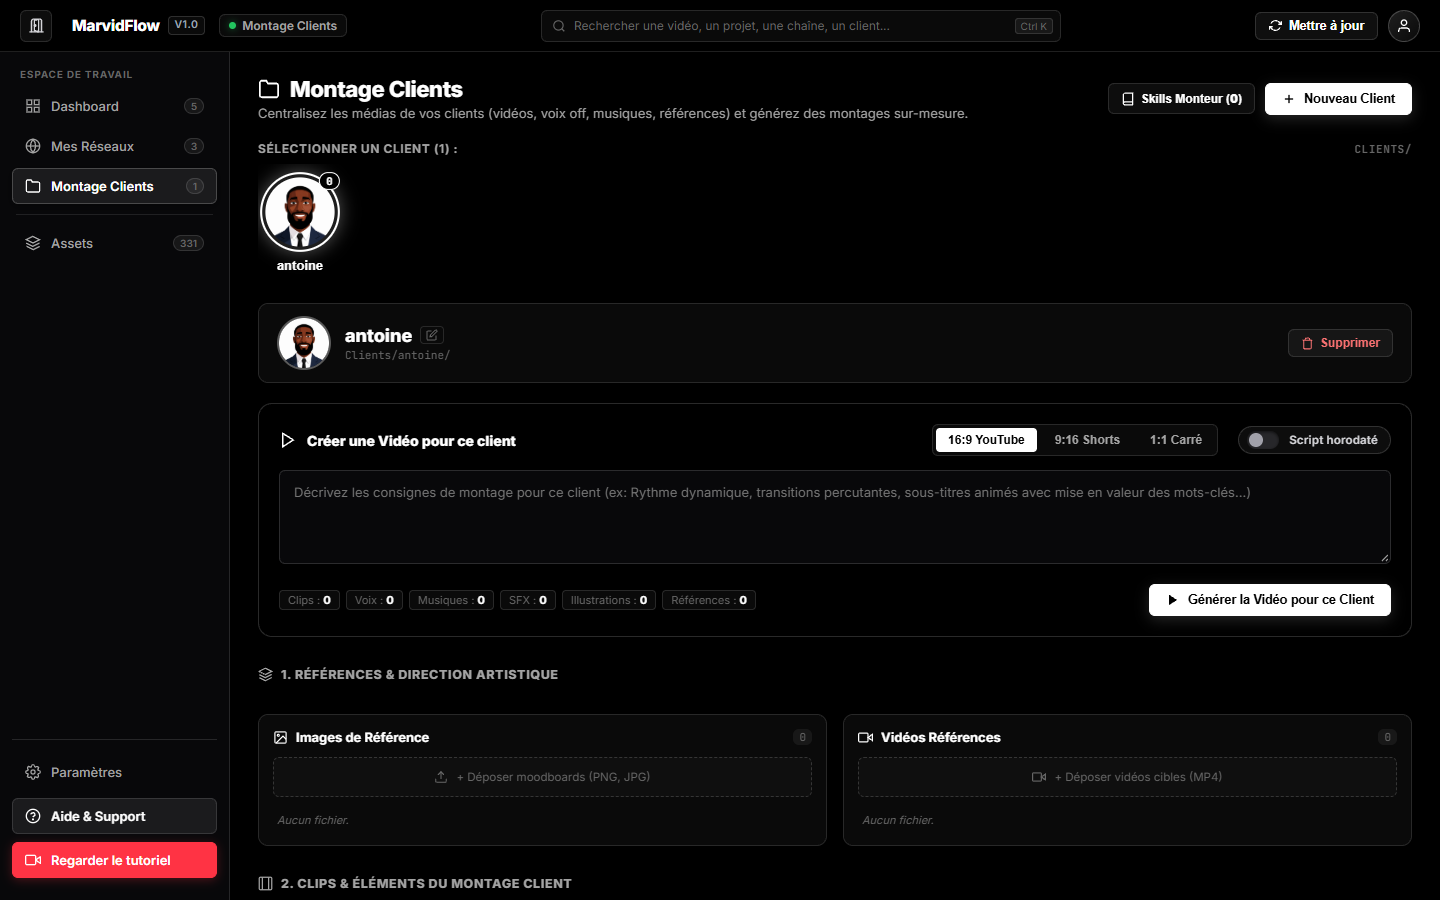 MarvidFlow V1.0 Montage Clients
Rechercher une vidéo, un projet, une chaîne, un client... Ctrl K
Mettre à jour
ESPACE DE TRAVAIL
Dashboard 5
Mes Réseaux 3
Montage Clients 1
Assets 331
Paramètres
Aide & Support
Regarder le tutoriel
Montage Clients
Centralisez les médias de vos clients (vidéos, voix off, musiques, références) et générez des montages sur-mesure.
Skills Monteur (0)
+ Nouveau Client
SÉLECTIONNER UN CLIENT (1) :
CLIENTS/
0
antoine
antoine
Clients/antoine/
Supprimer
Créer une Vidéo pour ce client
16:9 YouTube 9:16 Shorts 1:1 Carré
Script horodaté
Décrivez les consignes de montage pour ce client (ex: Rythme dynamique, transitions percutantes, sous-titres animés avec mise en valeur des mots-clés...)
Clips : 0 Voix : 0 Musiques : 0 SFX : 0 Illustrations : 0 Références : 0
Générer la Vidéo pour ce Client
1. RÉFÉRENCES & DIRECTION ARTISTIQUE
Images de Référence 0
+ Déposer moodboards (PNG, JPG)
Aucun fichier.
Vidéos Références 0
+ Déposer vidéos cibles (MP4)
Aucun fichier.
2. CLIPS & ÉLÉMENTS DU MONTAGE CLIENT